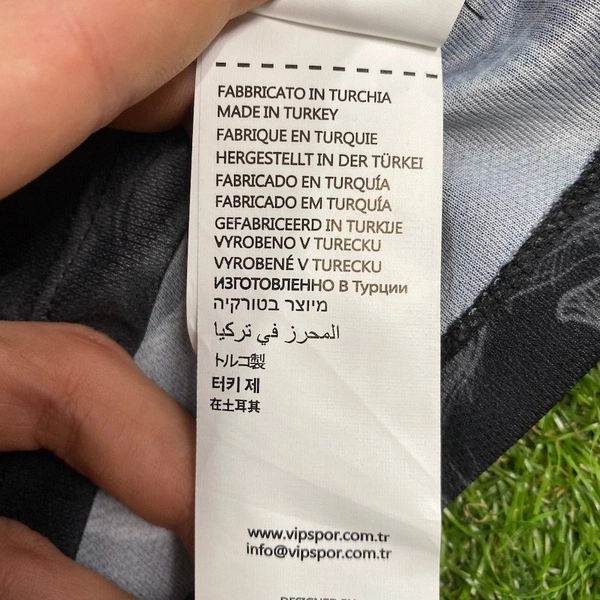 FABBRICATO IN TURCHIA
MADE IN TURKEY
FABRIQUE EN TURQUIE
HERGESTELLT IN DER TÜRKEI
FABRICADO EN TURQUÍA
FABRICADO EM TURQUÍA
GEFABRICEERD IN TURKIJE
VYROBENO V TURECKU
VYROBENÉ V TURECKU
ИЗГОТОВЛЕННО В Турции
מיוצר בטורקיה
المحرز في تركيا
トルコ製
터키 제
在土耳其
www.vipspor.com.tr
info@vipspor.com.tr